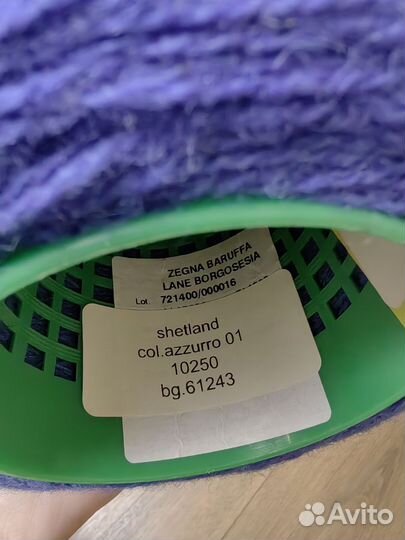 ZEGNA BARUFFA
LANE BORGOSESIA
Lot. 721400/000016
shetland
col.azzurro 01
10250
bg.61243
Avito